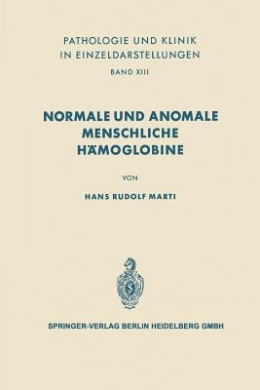 PATHOLOGIE UND KLINIK
IN EINZELDARSTELLUNGEN
BAND XIII
NORMALE UND ANOMALE
MENSCHLICHE
HÄMOGLOBINE
VON
HANS RUDOLF MARTI
SPRINGER-VERLAG BERLIN HEIDELBERG GMBH